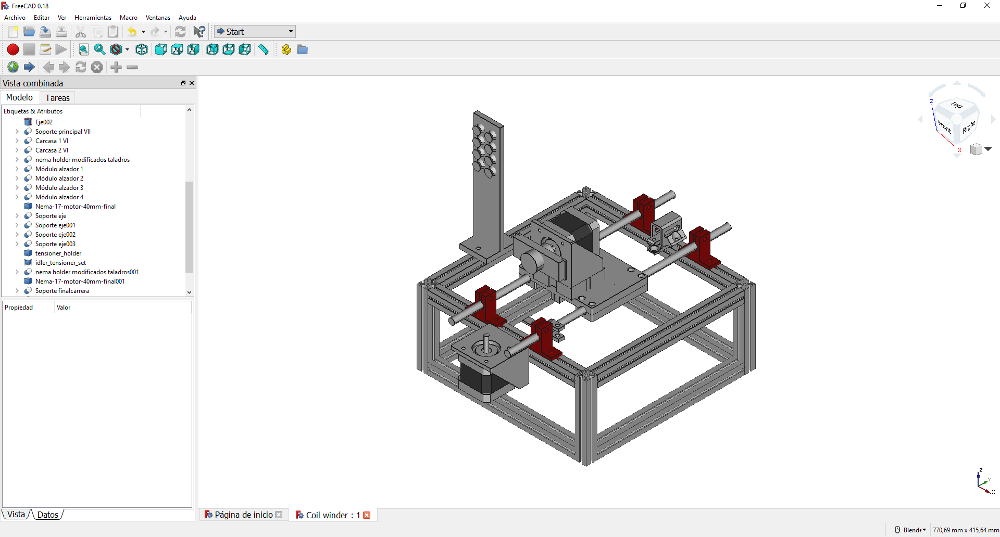 FreeCAD 0.18
Archivo Editar Ver Herramientas Macro Ventanas Ayuda
Start
Vista combinada
Modelo Tareas
Etiquetas & Atributos
Eje002
Soporte principal VII
Carcasa 1 VI
Carcasa 2 VI
nema holder modificados taladros
Módulo alzador 1
Módulo alzador 2
Módulo alzador 3
Módulo alzador 4
Nema-17-motor-40mm-final
Soporte eje
Soporte eje001
Soporte eje002
Soporte eje003
tensioner_holder
idler_tensioner_set
nema holder modificados taladros001
Nema-17-motor-40mm-final001
Soporte finalcarrera
Propiedad Valor
Vista Datos
Z
Top
Front Right
X
Z
Y
X
Página de inicio Coil winder : 1
Blende 770,69 mm x 415,64 mm